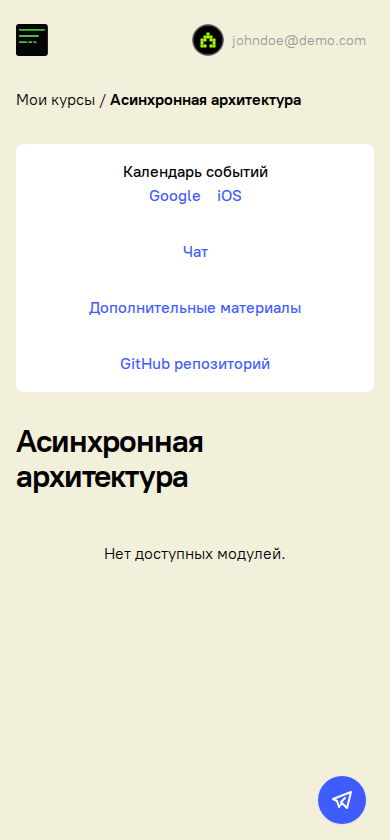 johndoe@demo.com
Мои курсы / Асинхронная архитектура
Календарь событий
Google iOS
Чат
Дополнительные материалы
GitHub репозиторий
Асинхронная
архитектура
Нет доступных модулей.